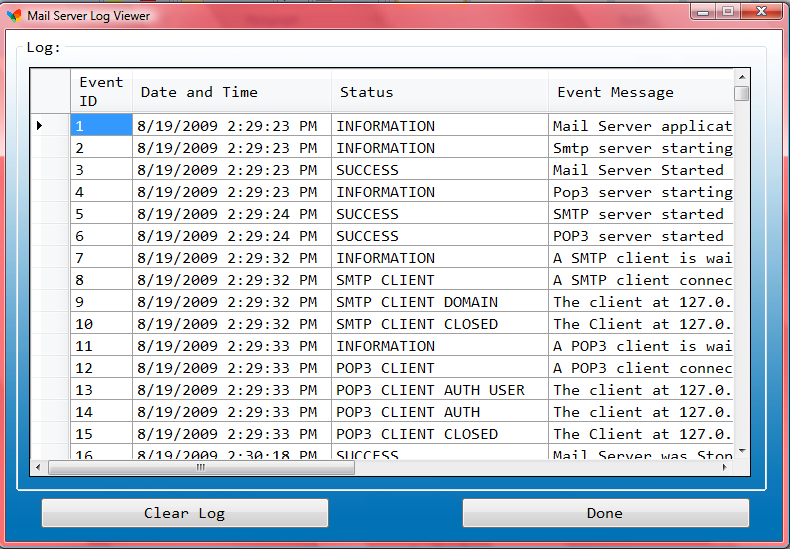 Mail Server Log Viewer
Log:
Event ID Date and Time Status Event Message
1 8/19/2009 2:29:23 PM INFORMATION Mail Server applicat
2 8/19/2009 2:29:23 PM INFORMATION Smtp server starting
3 8/19/2009 2:29:23 PM SUCCESS Mail Server Started
4 8/19/2009 2:29:23 PM INFORMATION Pop3 server starting
5 8/19/2009 2:29:24 PM SUCCESS SMTP server started
6 8/19/2009 2:29:24 PM SUCCESS POP3 server started
7 8/19/2009 2:29:32 PM INFORMATION A SMTP client is wai
8 8/19/2009 2:29:32 PM SMTP CLIENT A SMTP client connec
9 8/19/2009 2:29:32 PM SMTP CLIENT DOMAIN The client at 127.0.
10 8/19/2009 2:29:32 PM SMTP CLIENT CLOSED The Client at 127.0.
11 8/19/2009 2:29:33 PM INFORMATION A POP3 client is wai
12 8/19/2009 2:29:33 PM POP3 CLIENT A POP3 client connec
13 8/19/2009 2:29:33 PM POP3 CLIENT AUTH USER The client at 127.0.
14 8/19/2009 2:29:33 PM POP3 CLIENT AUTH The client at 127.0.
15 8/19/2009 2:29:33 PM POP3 CLIENT CLOSED The Client at 127.0.
16 8/19/2009 2:30:18 PM SUCCESS Mail Server was Stop
Clear Log Done